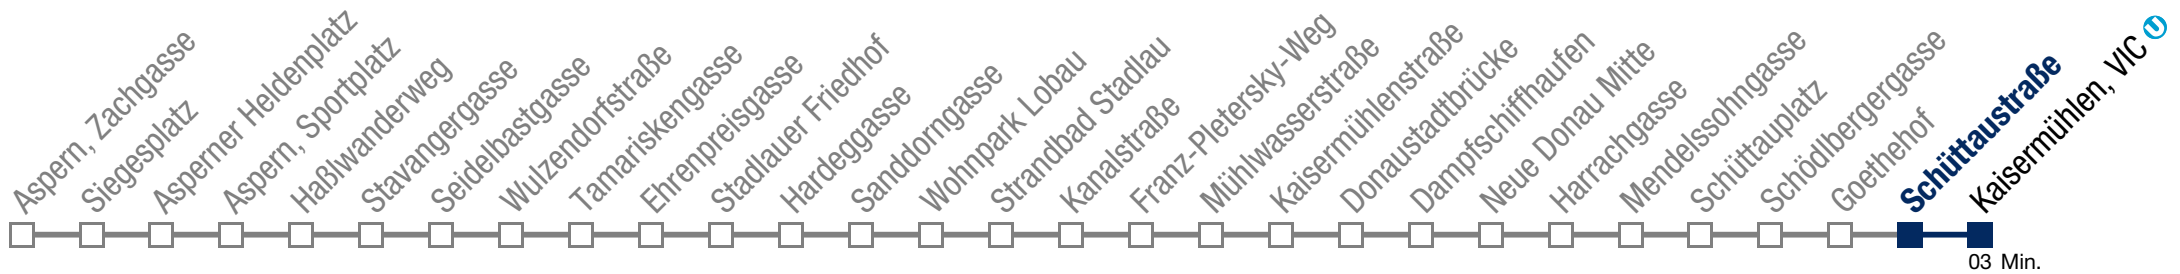 Aspern, Zachgasse
Siegesplatz
Asperner Heldenplatz
Aspern, Sportplatz
Haßlwanderweg
Stavangergasse
Seidelbastgasse
Wulzendorfstraße
Tamariskengasse
Ehrenpreisgasse
Stadlauer Friedhof
Hardeggasse
Sanddorngasse
Wohnpark Lobau
Strandbad Stadlau
Kanalstraße
Franz-Pletersky-Weg
Mühlwasserstraße
Kaisermühlenstraße
Donaustadtbrücke
Dampfschiffhaufen
Neue Donau Mitte
Harrachgasse
Mendelssohngasse
Schüttauplatz
Schödlbergergasse
Goethehof
Schüttaustraße
Kaisermühlen, VIC U
03 Min.